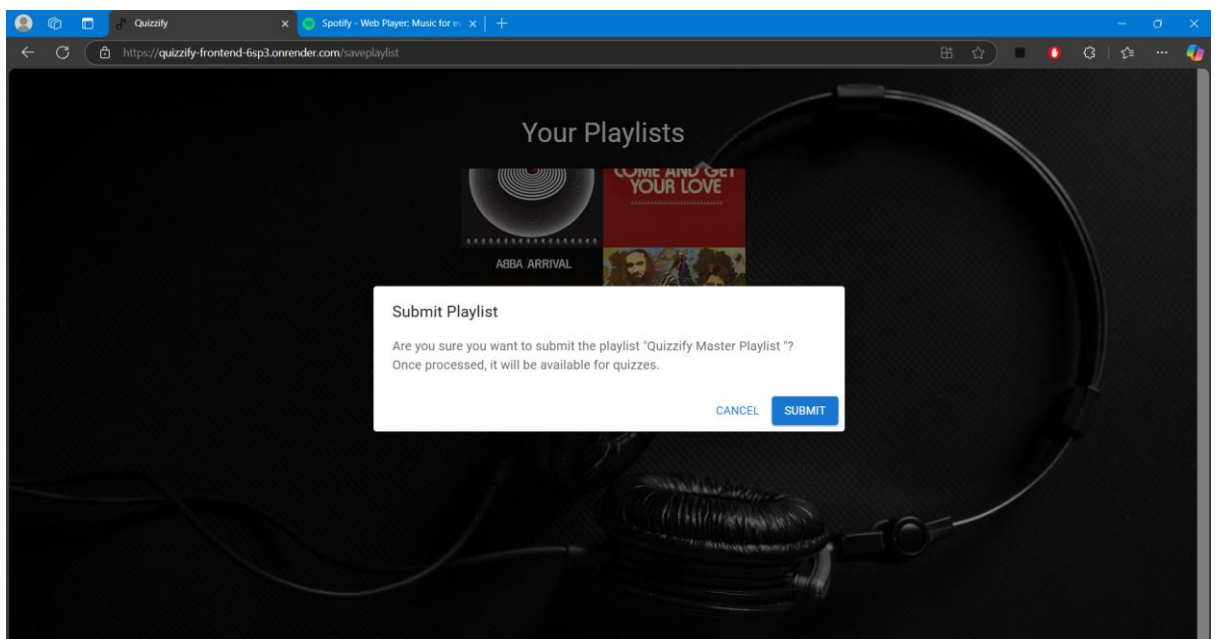 Quizzify
Spotify - Web Player: Music for ev
https://quizzify-frontend-6sp3.onrender.com/saveplaylist
Your Playlists
COME AND GET
YOUR LOVE
ABBA/ARRIVAL
Submit Playlist
Are you sure you want to submit the playlist "Quizzify Master Playlist "?
Once processed, it will be available for quizzes.
CANCEL
SUBMIT